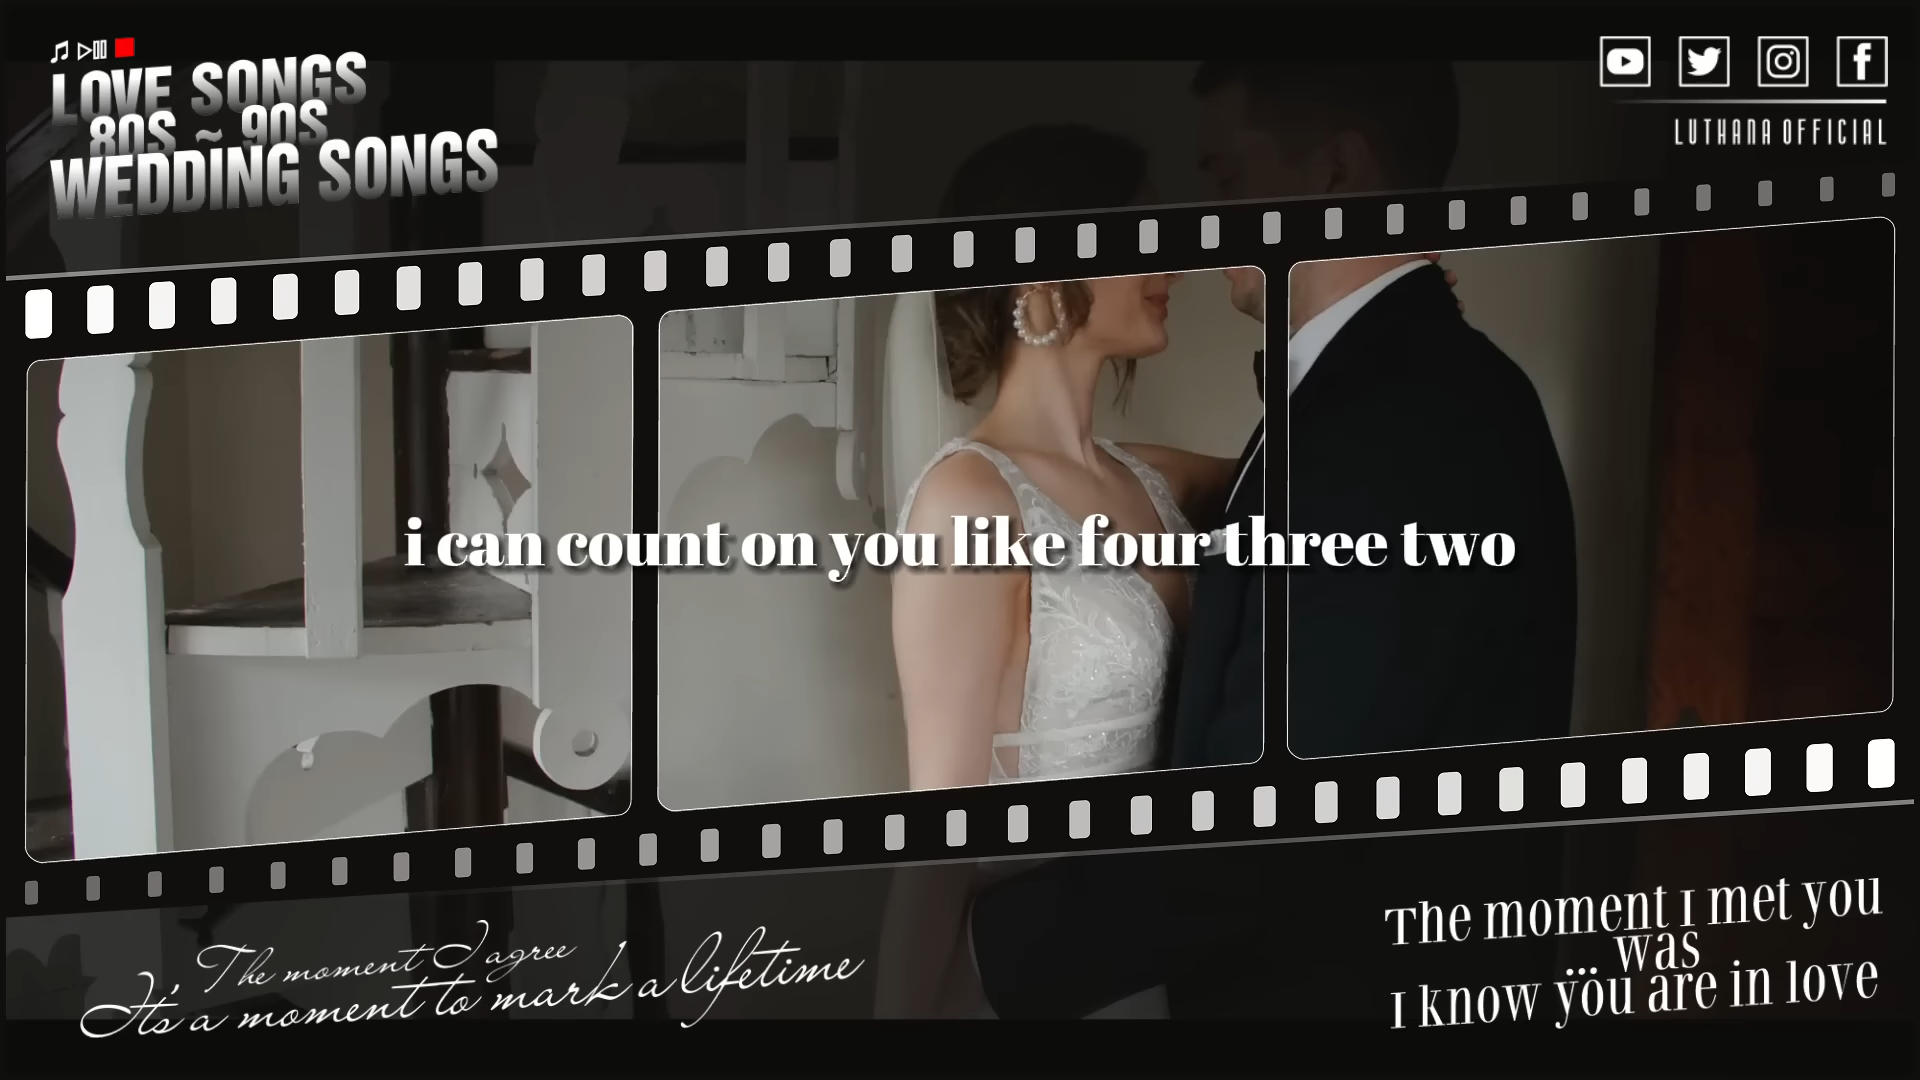 LOVE SONGS
80S ~ 90S
WEDDING SONGS
LUTHANA OFFICIAL
i can count on you like four three two
The moment I agree
It's a moment to mark a lifetime
The moment I met you
was
I know you are in love